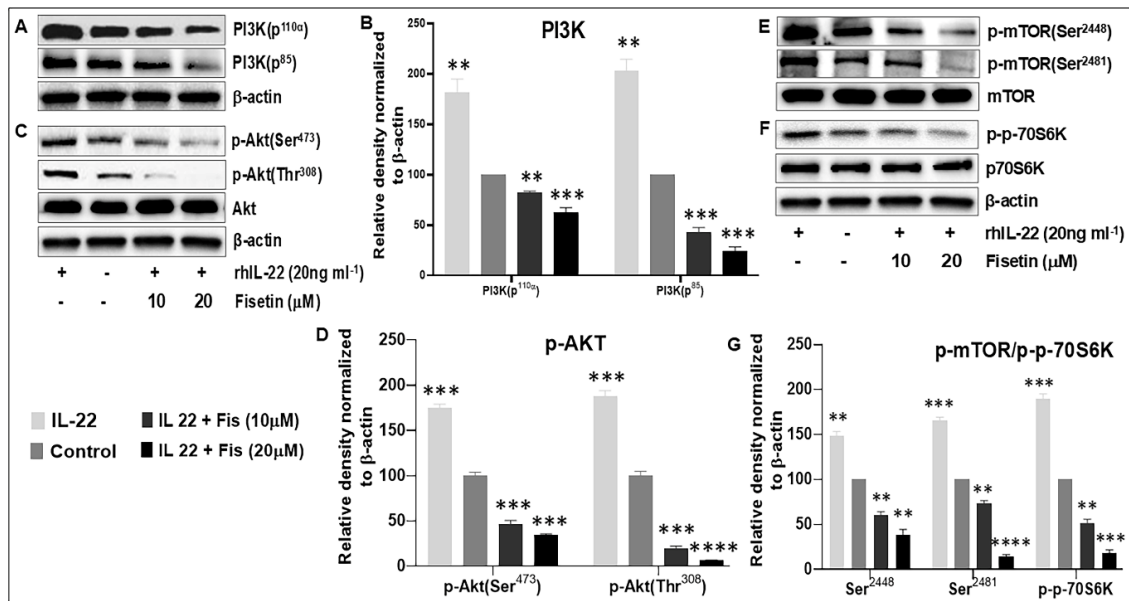 A
PI3K(p¹¹⁰ᵅ)
PI3K(p⁸⁵)
β-actin
C
p-Akt(Ser⁴⁷³)
p-Akt(Thr³⁰⁸)
Akt
β-actin
+ - + + rhIL-22 (20ng ml⁻¹)
- - 10 20 Fisetin (µM)
B
PI3K
Relative density normalized
to β-actin
250
200
150
100
50
0
**
**
***
**
***
***
PI3K(p¹¹⁰ᵅ)
PI3K(p⁸⁵)
E
p-mTOR(Ser²⁴⁴⁸)
p-mTOR(Ser²⁴⁸¹)
mTOR
F
p-p-70S6K
p70S6K
β-actin
+ - + + rhIL-22 (20ng ml⁻¹)
- - 10 20 Fisetin (µM)
IL-22
Control
IL 22 + Fis (10µM)
IL 22 + Fis (20µM)
D
p-AKT
Relative density normalized
to β-actin
250
200
150
100
50
0
***
***
***
***
***
****
p-Akt(Ser⁴⁷³)
p-Akt(Thr³⁰⁸)
G
p-mTOR/p-p-70S6K
Relative density normalized
to β-actin
250
200
150
100
50
0
**
**
**
***
**
****
***
**
***
Ser²⁴⁴⁸
Ser²⁴⁸¹
p-p-70S6K